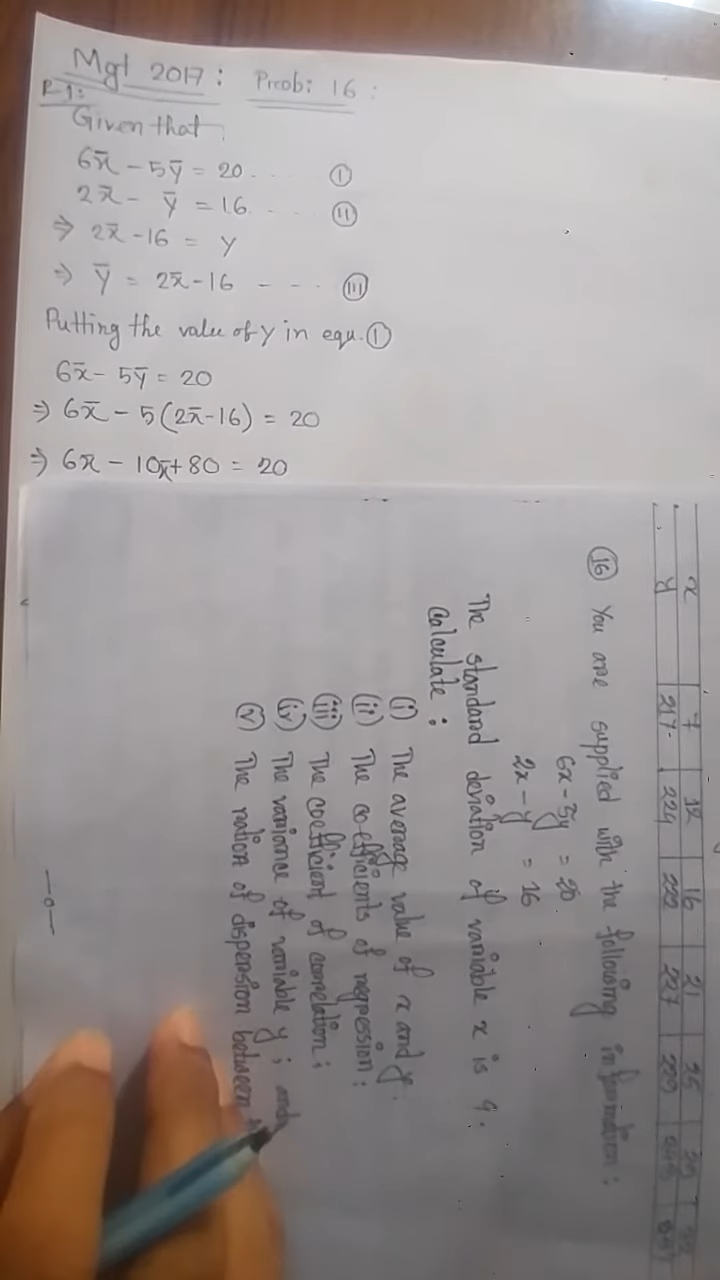 Mgt 2017: Prob: 16:
P-1:
Given that:
6x̄ - 5ȳ = 20 ..... (I)
2x̄ - ȳ = 16 ..... (II)
⇒ 2x̄ - 16 = y
⇒ ȳ = 2x̄ - 16 - - .. (III)
Putting the value of y in equ. (I)
6x̄ - 5ȳ = 20
⇒ 6x̄ - 5(2x̄-16) = 20
⇒ 6x̄ - 10x̄ + 80 = 20
x 7 12 16 21 25
y 217 224 222 227 229
(16) You are supplied with the following information:
6x - 5y = 20
2x - y = 16
The standard deviation of variable x is 9.
Calculate:
(i) The average value of x and y.
(ii) The co-efficients of regression:
(iii) The coefficient of correlation;
(iv) The variance of variable y; and
(v) The ration of dispersion between
—o—